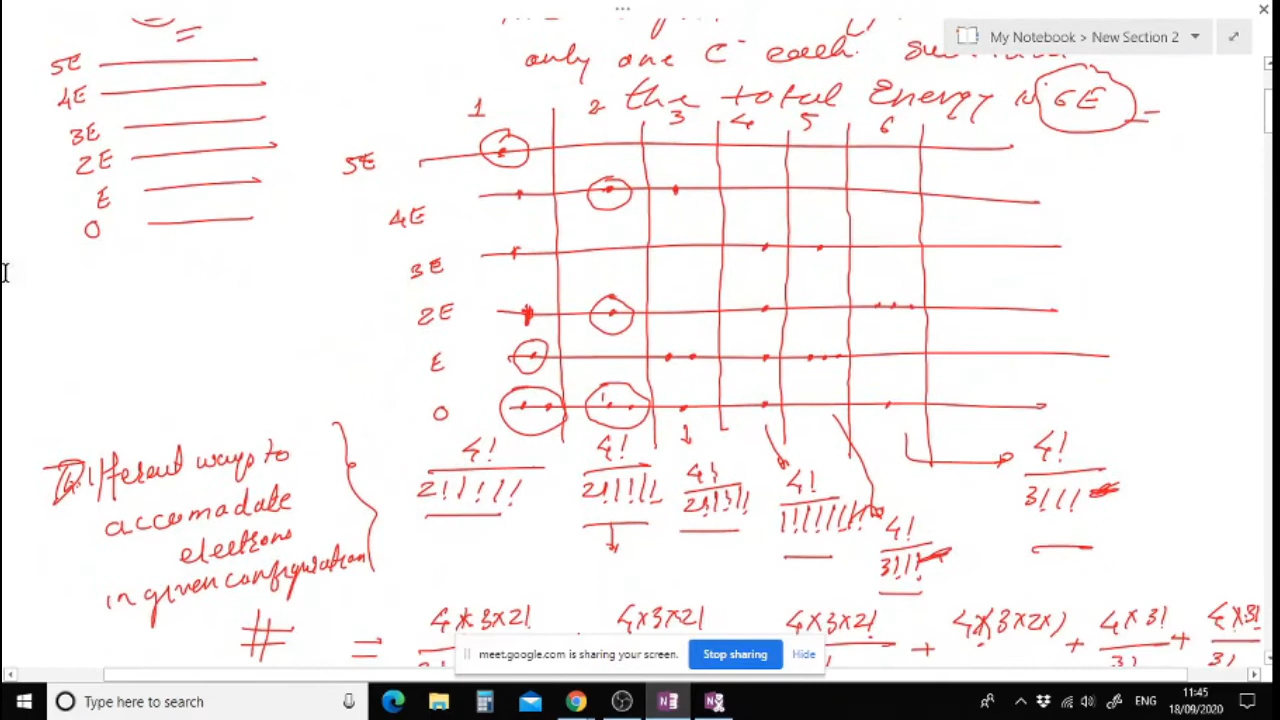 My Notebook > New Section 2
only one e⁻ each.
the total Energy is 6E
5E
4E
3E
2E
E
0
1 2 3 4 5 6
5E
4E
3E
2E
E
0
Different ways to
accomadate
electrons
in given configuration
4!
2!1!1!
4!
2!1!1!
4!
2!1!1!
4!
1!1!1!1!
4!
3!1!
4!
3!1!
# = 4×3×2! 4×3×2! 4×3×2! + 4×(3×2×) + 4×3! + 4×3!
3! 3!
meet.google.com is sharing your screen.
Stop sharing
Hide
Type here to search
ENG
11:45
18/09/2020